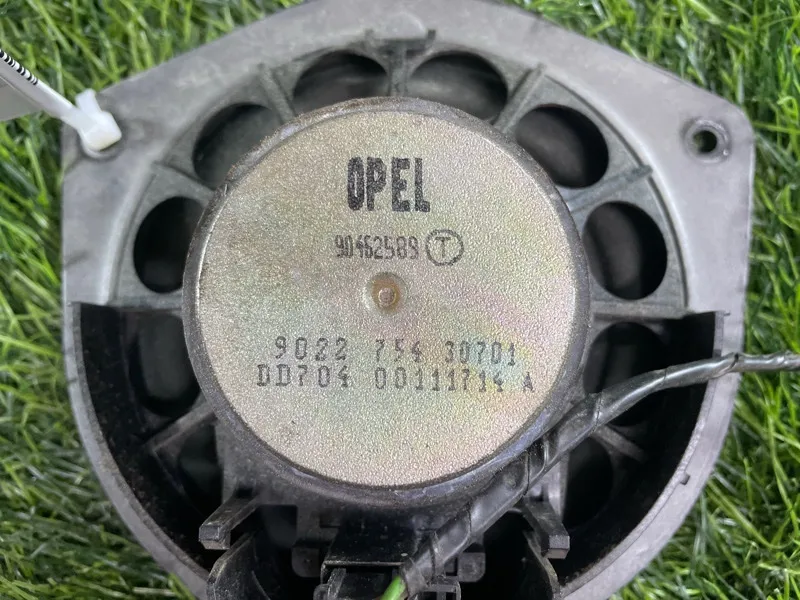 OPEL
90462589 T
9022 754 30701
DD704 00111714 A